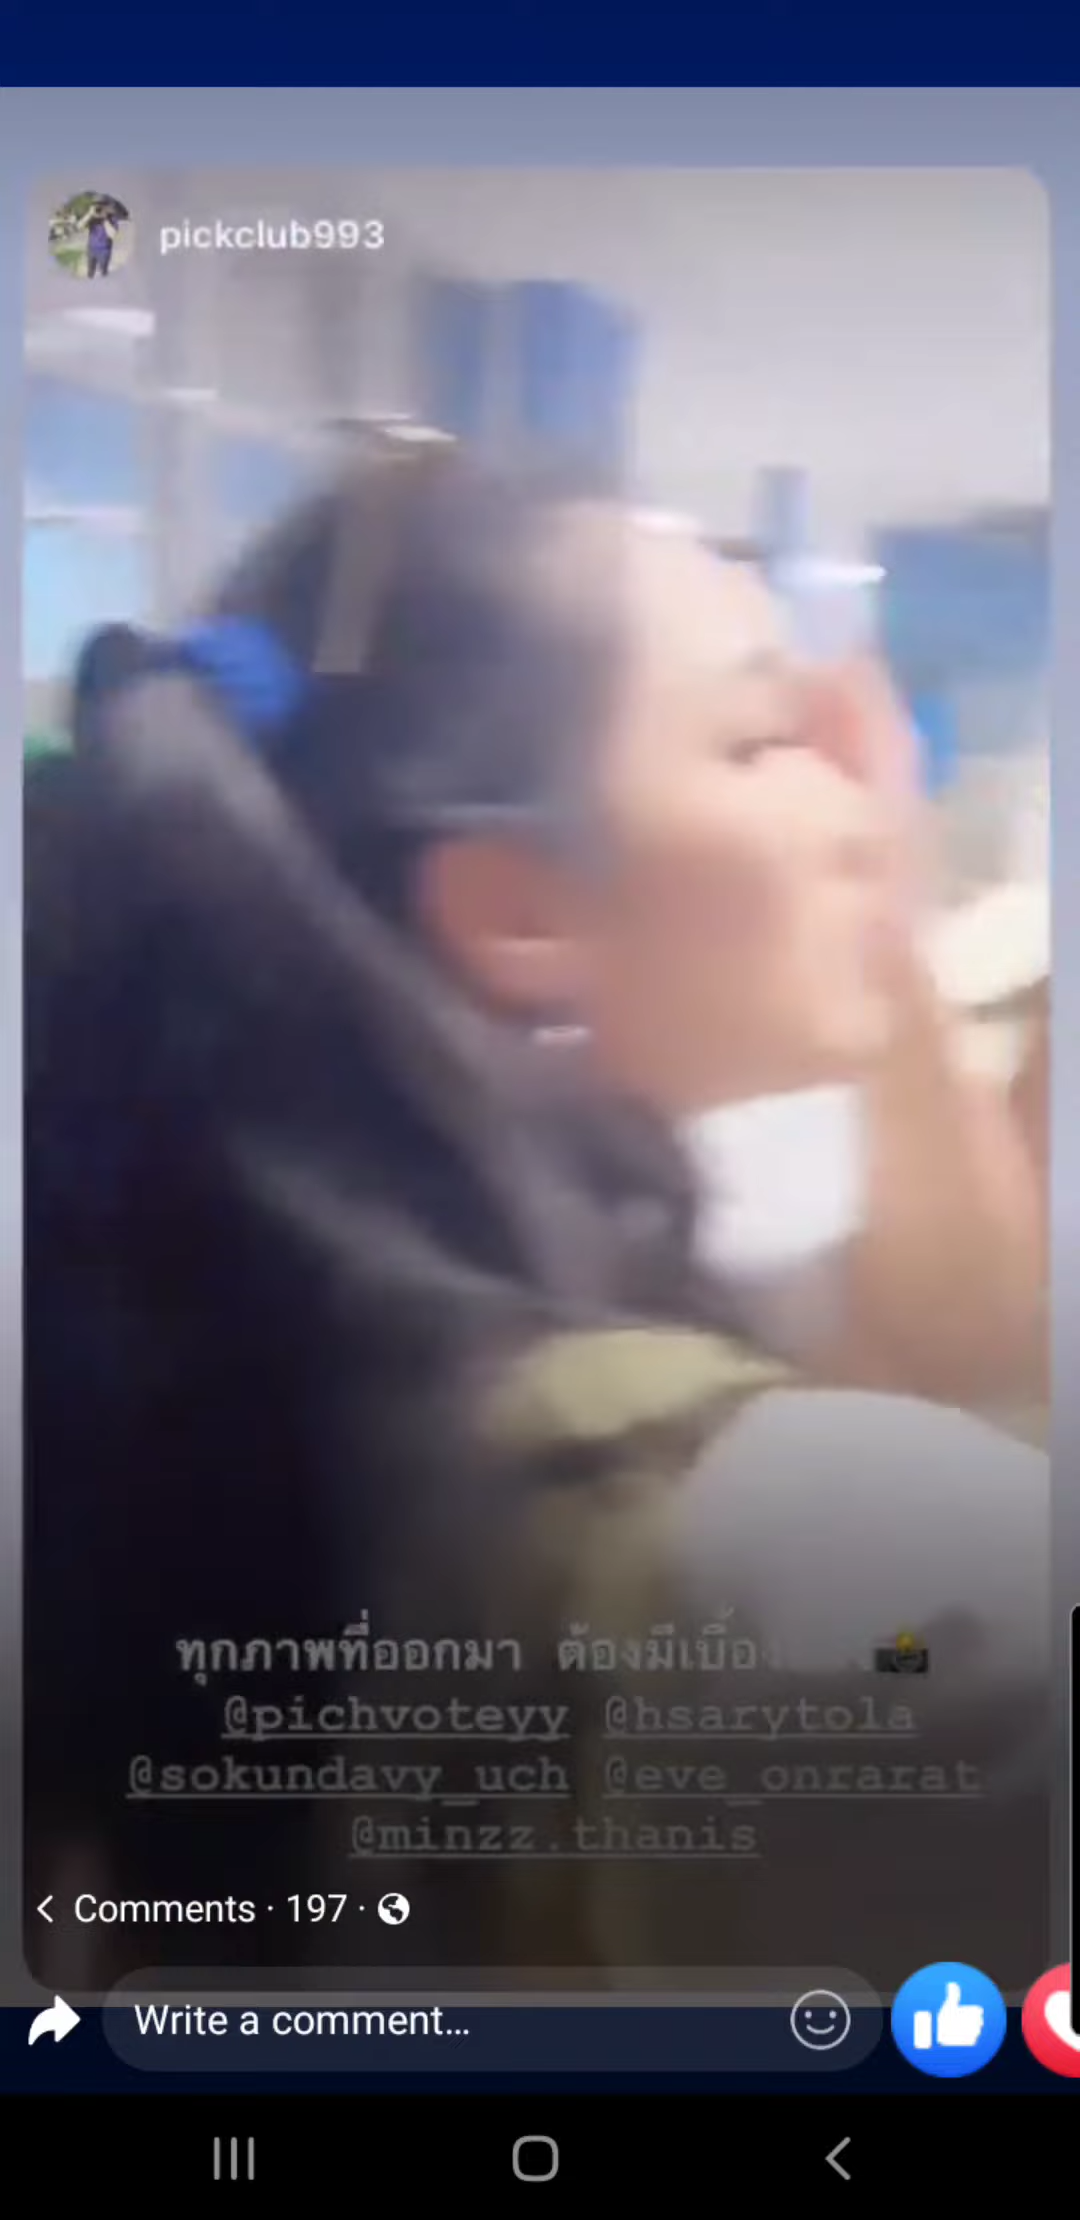 pickclub993
ทุกภาพที่ออกมา ต้องมีเบื้อง
@pichvoteyy @hsarytola
@sokundavy_uch @eve_onrarat
@minzz.thanis
Comments · 197 ·
Write a comment...